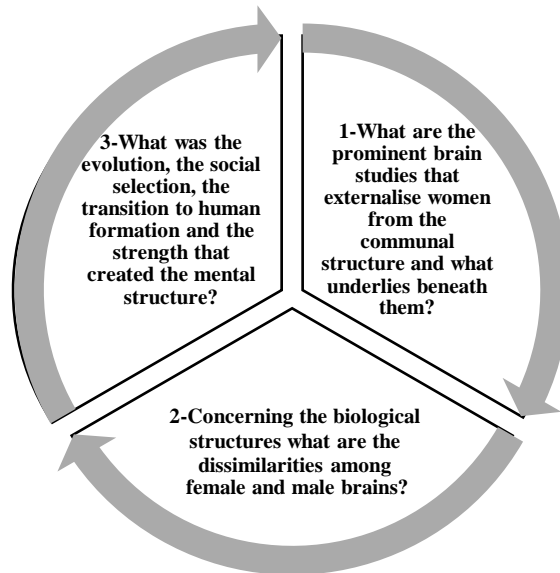 1-What are the
prominent brain
studies that
externalise women
from the
communal
structure and what
underlies beneath
them?
2-Concerning the biological
structures what are the
dissimilarities among
female and male brains?
3-What was the
evolution, the social
selection, the
transition to human
formation and the
strength that
created the mental
structure?